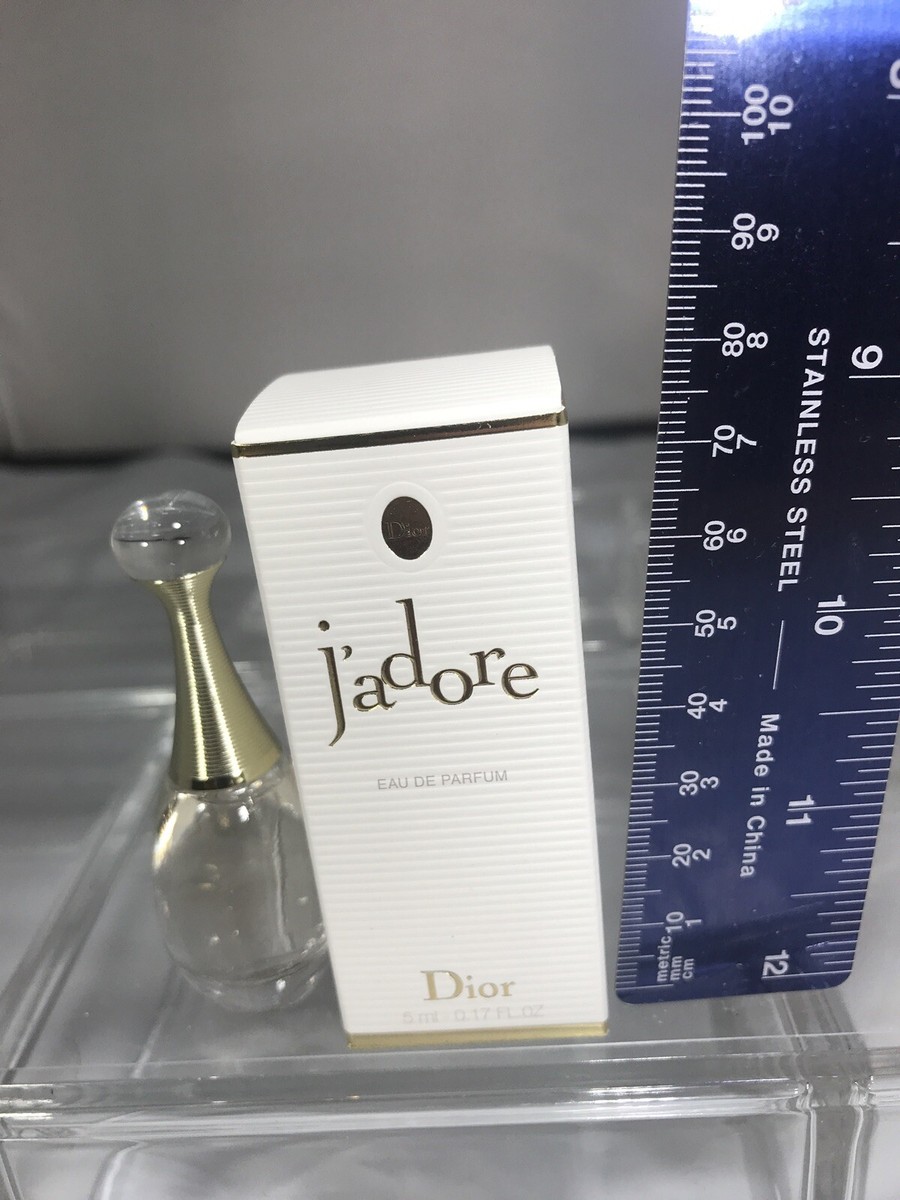 Dior
j'adore
EAU DE PARFUM
Dior
5 ml - 0.17 FL.OZ
100 10
90 9
80 8
70 7
60 6
50 5
40 4
30 3
20 2
10 1
metric
mm
cm
STAINLESS STEEL — Made in China
9
10
11
12